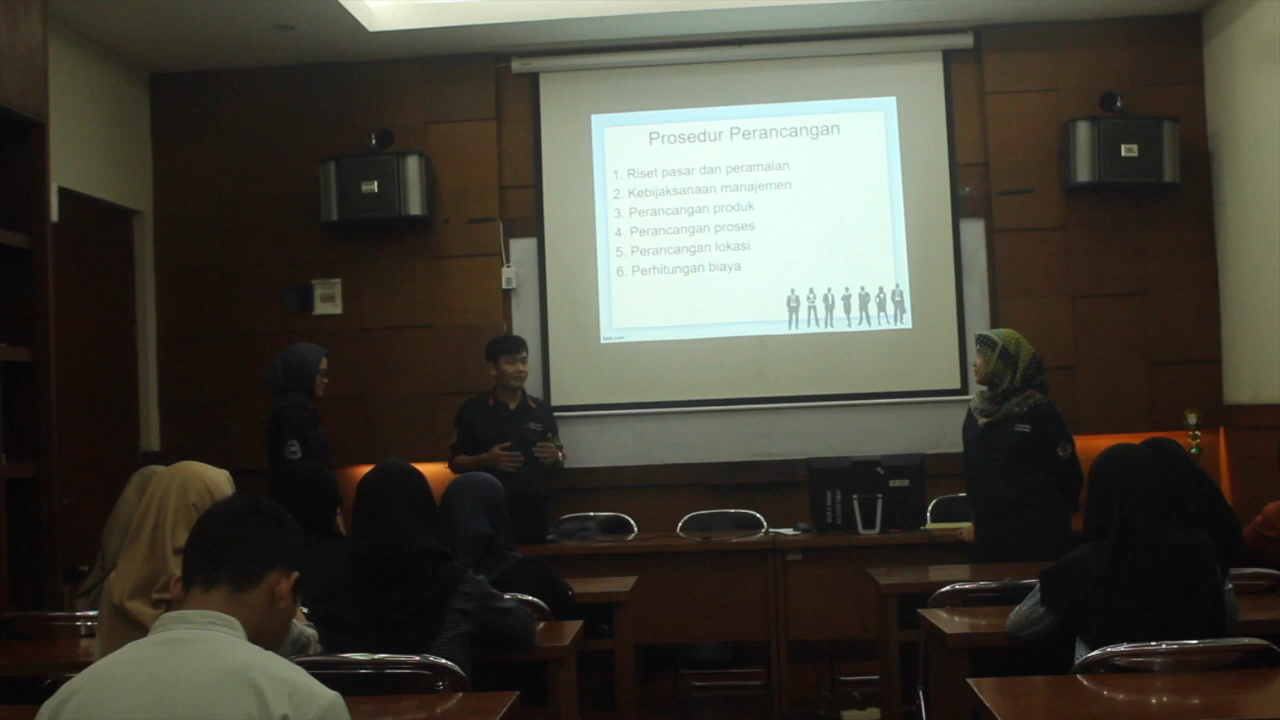 Prosedur Perancangan
1. Riset pasar dan peramalan
2. Kebijaksanaan manajemen
3. Perancangan produk
4. Perancangan proses
5. Perancangan lokasi
6. Perhitungan biaya
JBL